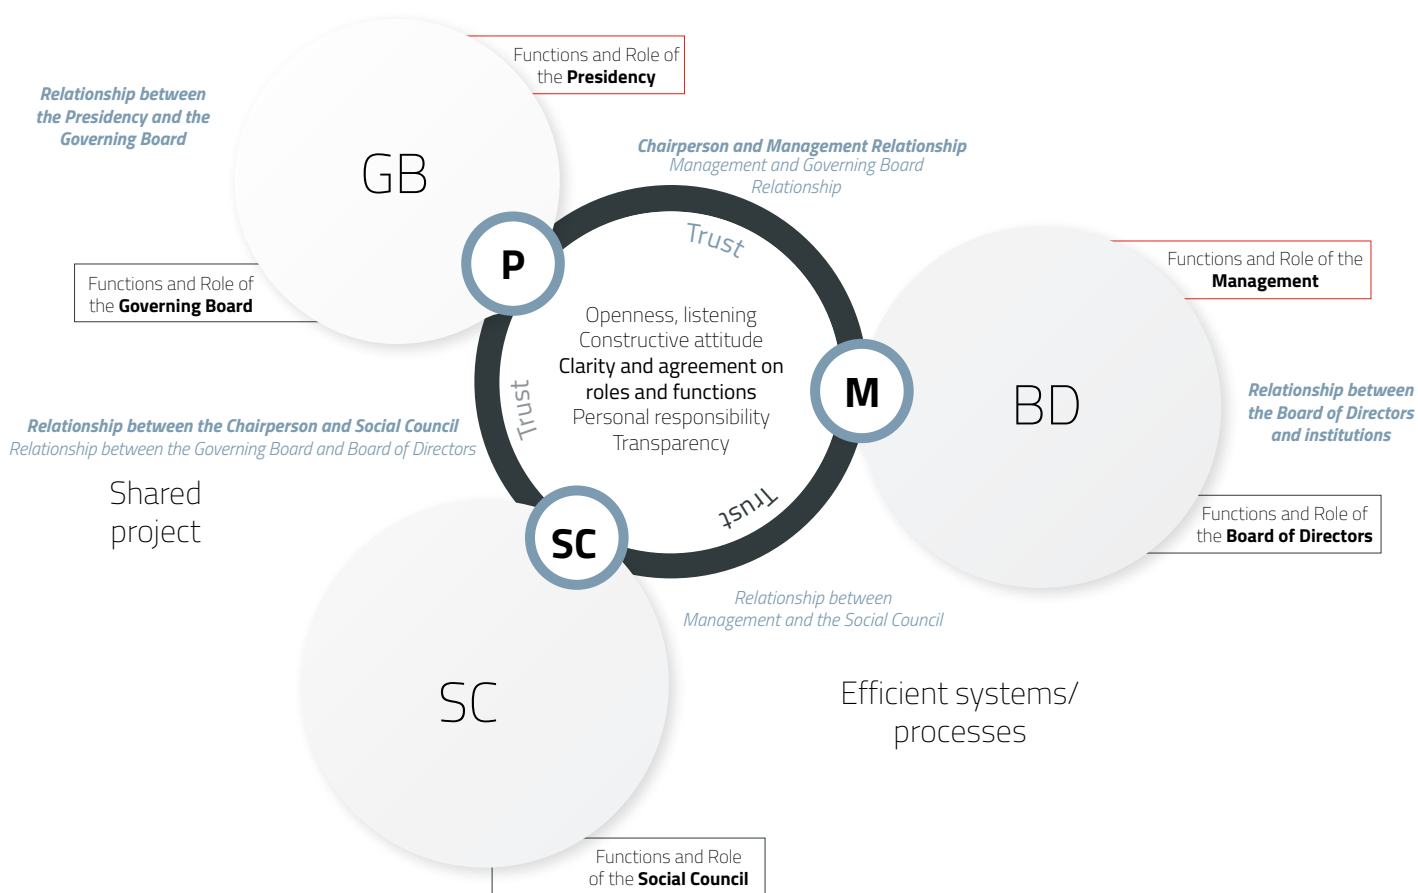 Functions and Role of
the Presidency
Relationship between
the Presidency and the
Governing Board
GB
Chairperson and Management Relationship
Management and Governing Board
Relationship
Trust
P
Functions and Role of
the Governing Board
Functions and Role of the
Management
Openness, listening
Constructive attitude
Clarity and agreement on
roles and functions
Personal responsibility
Transparency
Trust
M
BD
Relationship between
the Board of Directors
and institutions
Relationship between the Chairperson and Social Council
Relationship between the Governing Board and Board of Directors
Shared
project
Trust
SC
Functions and Role of
the Board of Directors
Relationship between
Management and the Social Council
SC
Efficient systems/
processes
Functions and Role
of the Social Council